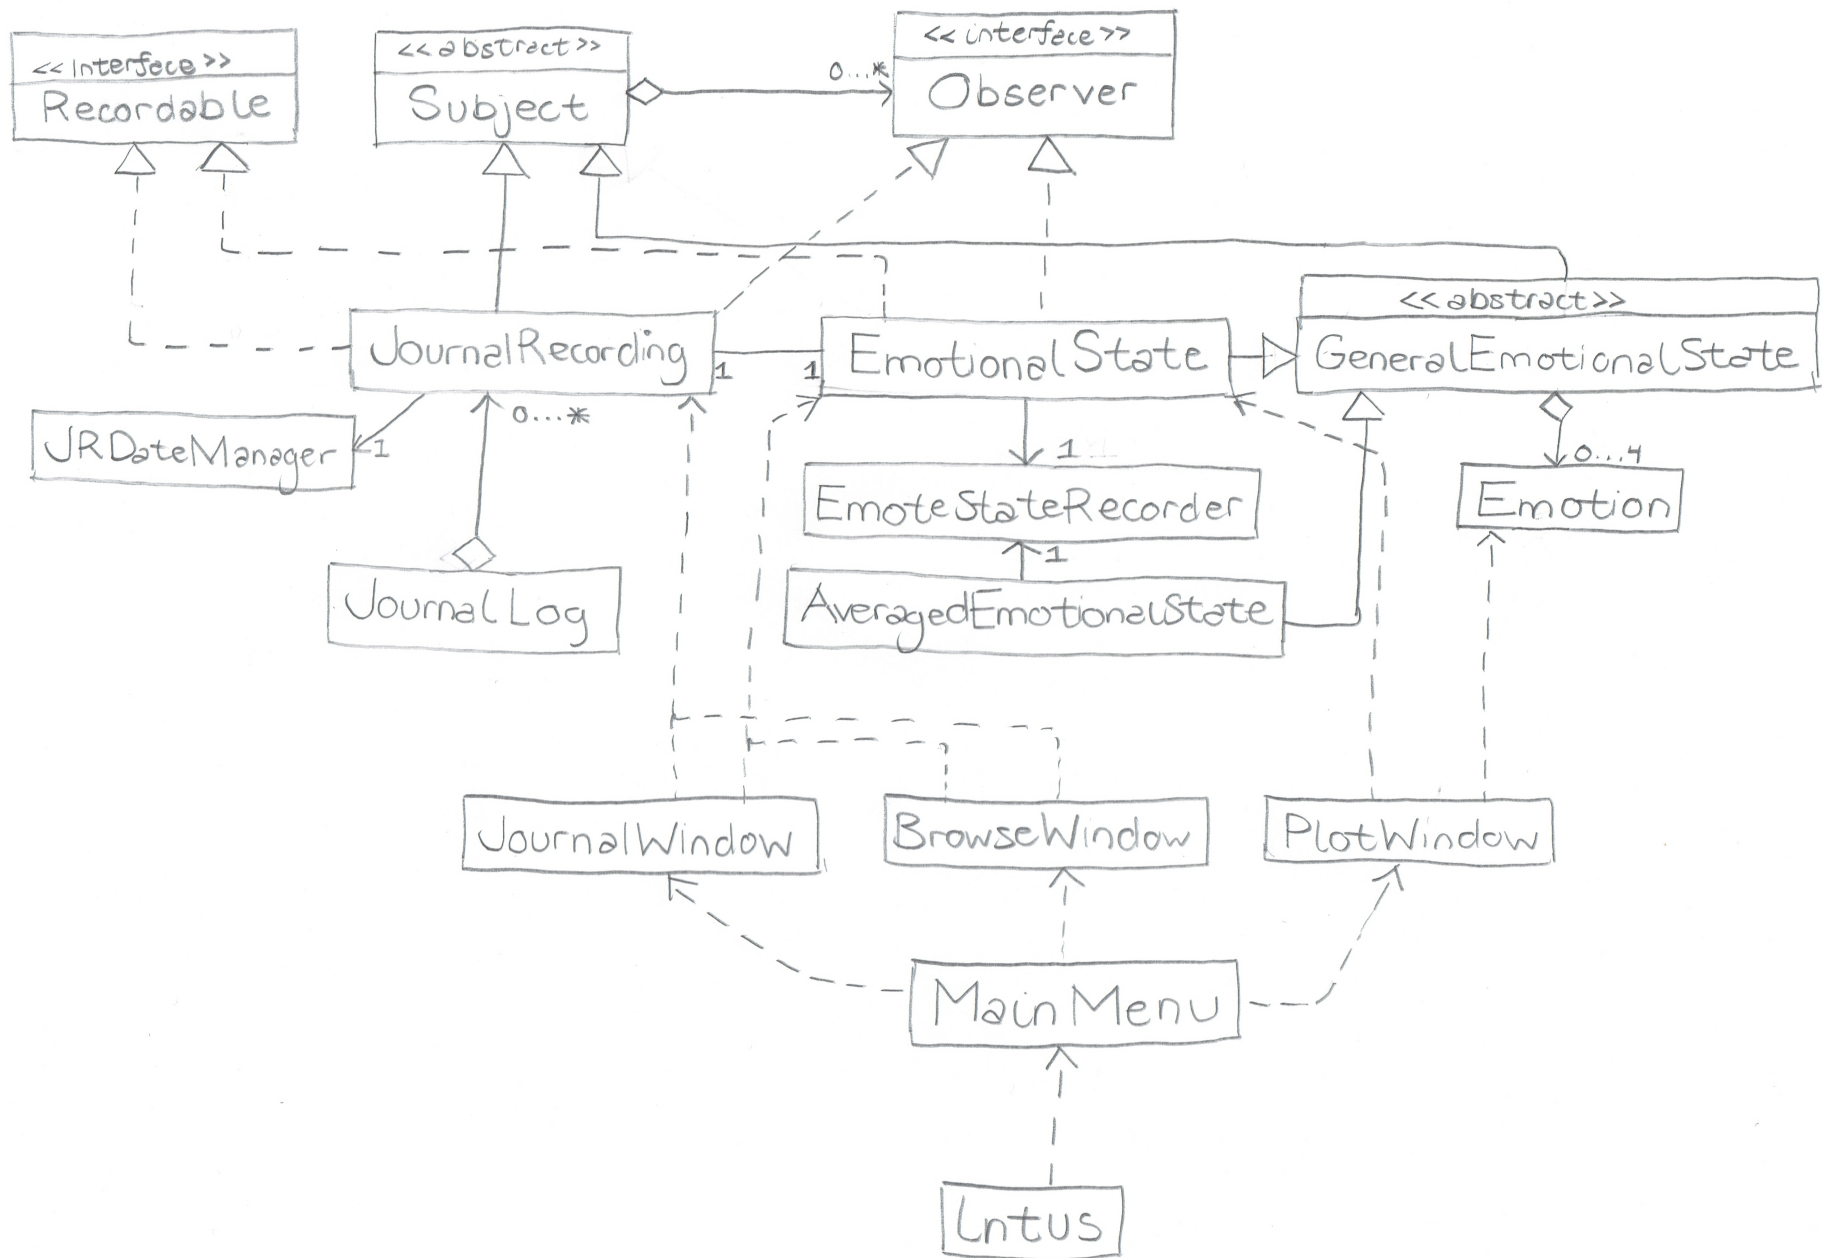 <<interface>>
Recordable
<<abstract>>
Subject
0...*
<<interface>>
Observer
JournalRecording
1
1
EmotionalState
<<abstract>>
GeneralEmotionalState
JRDateManager
1
0...*
1
0...4
EmoteStateRecorder
Emotion
1
JournalLog
AveragedEmotionalState
JournalWindow
BrowseWindow
PlotWindow
MainMenu
Intus